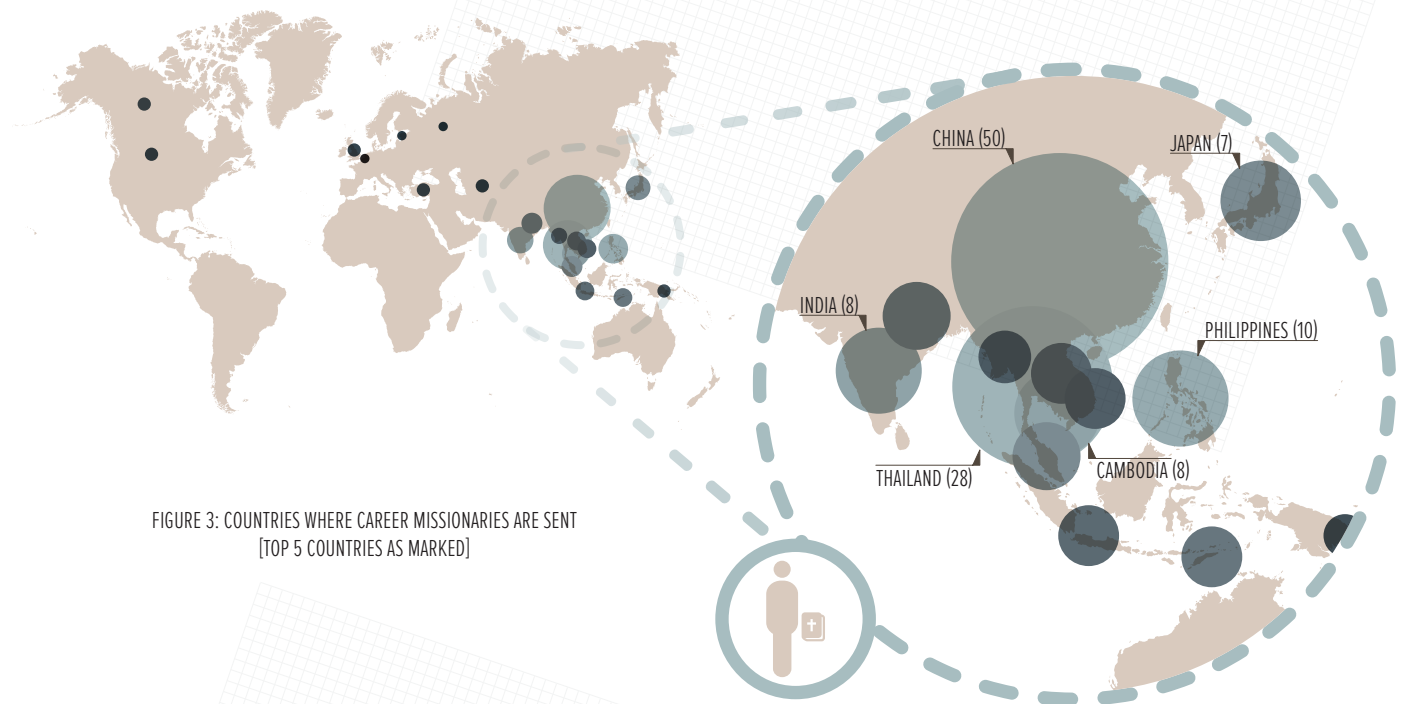 CHINA (50)
JAPAN (7)
INDIA (8)
PHILIPPINES (10)
THAILAND (28)
CAMBODIA (8)
FIGURE 3: COUNTRIES WHERE CAREER MISSIONARIES ARE SENT
[TOP 5 COUNTRIES AS MARKED]